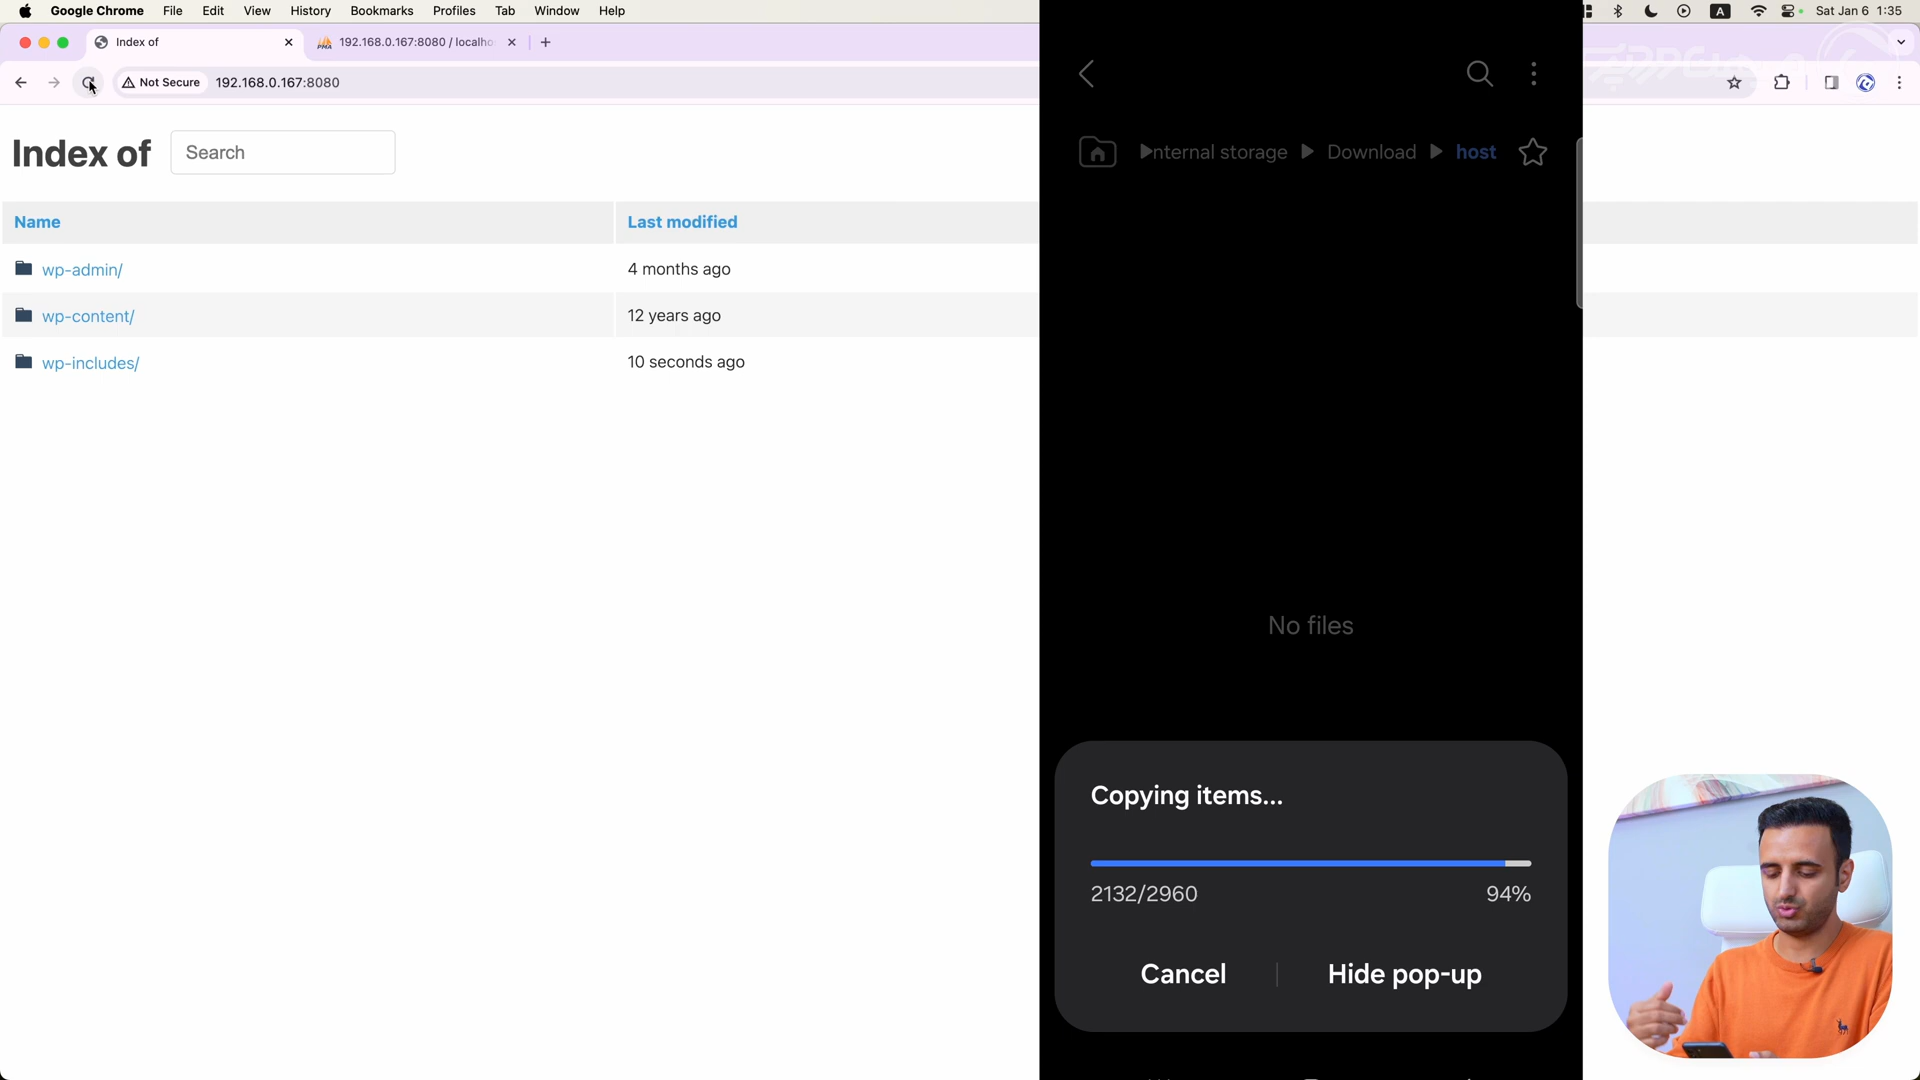 Google Chrome File Edit View History Bookmarks Profiles Tab Window Help
A Sat Jan 6 1:35
Index of
192.168.0.167:8080 / localho
Not Secure 192.168.0.167:8080
Index of
Search
Name Last modified
wp-admin/ 4 months ago
wp-content/ 12 years ago
wp-includes/ 10 seconds ago
nternal storage Download host
No files
Copying items...
2132/2960 94%
Cancel Hide pop-up